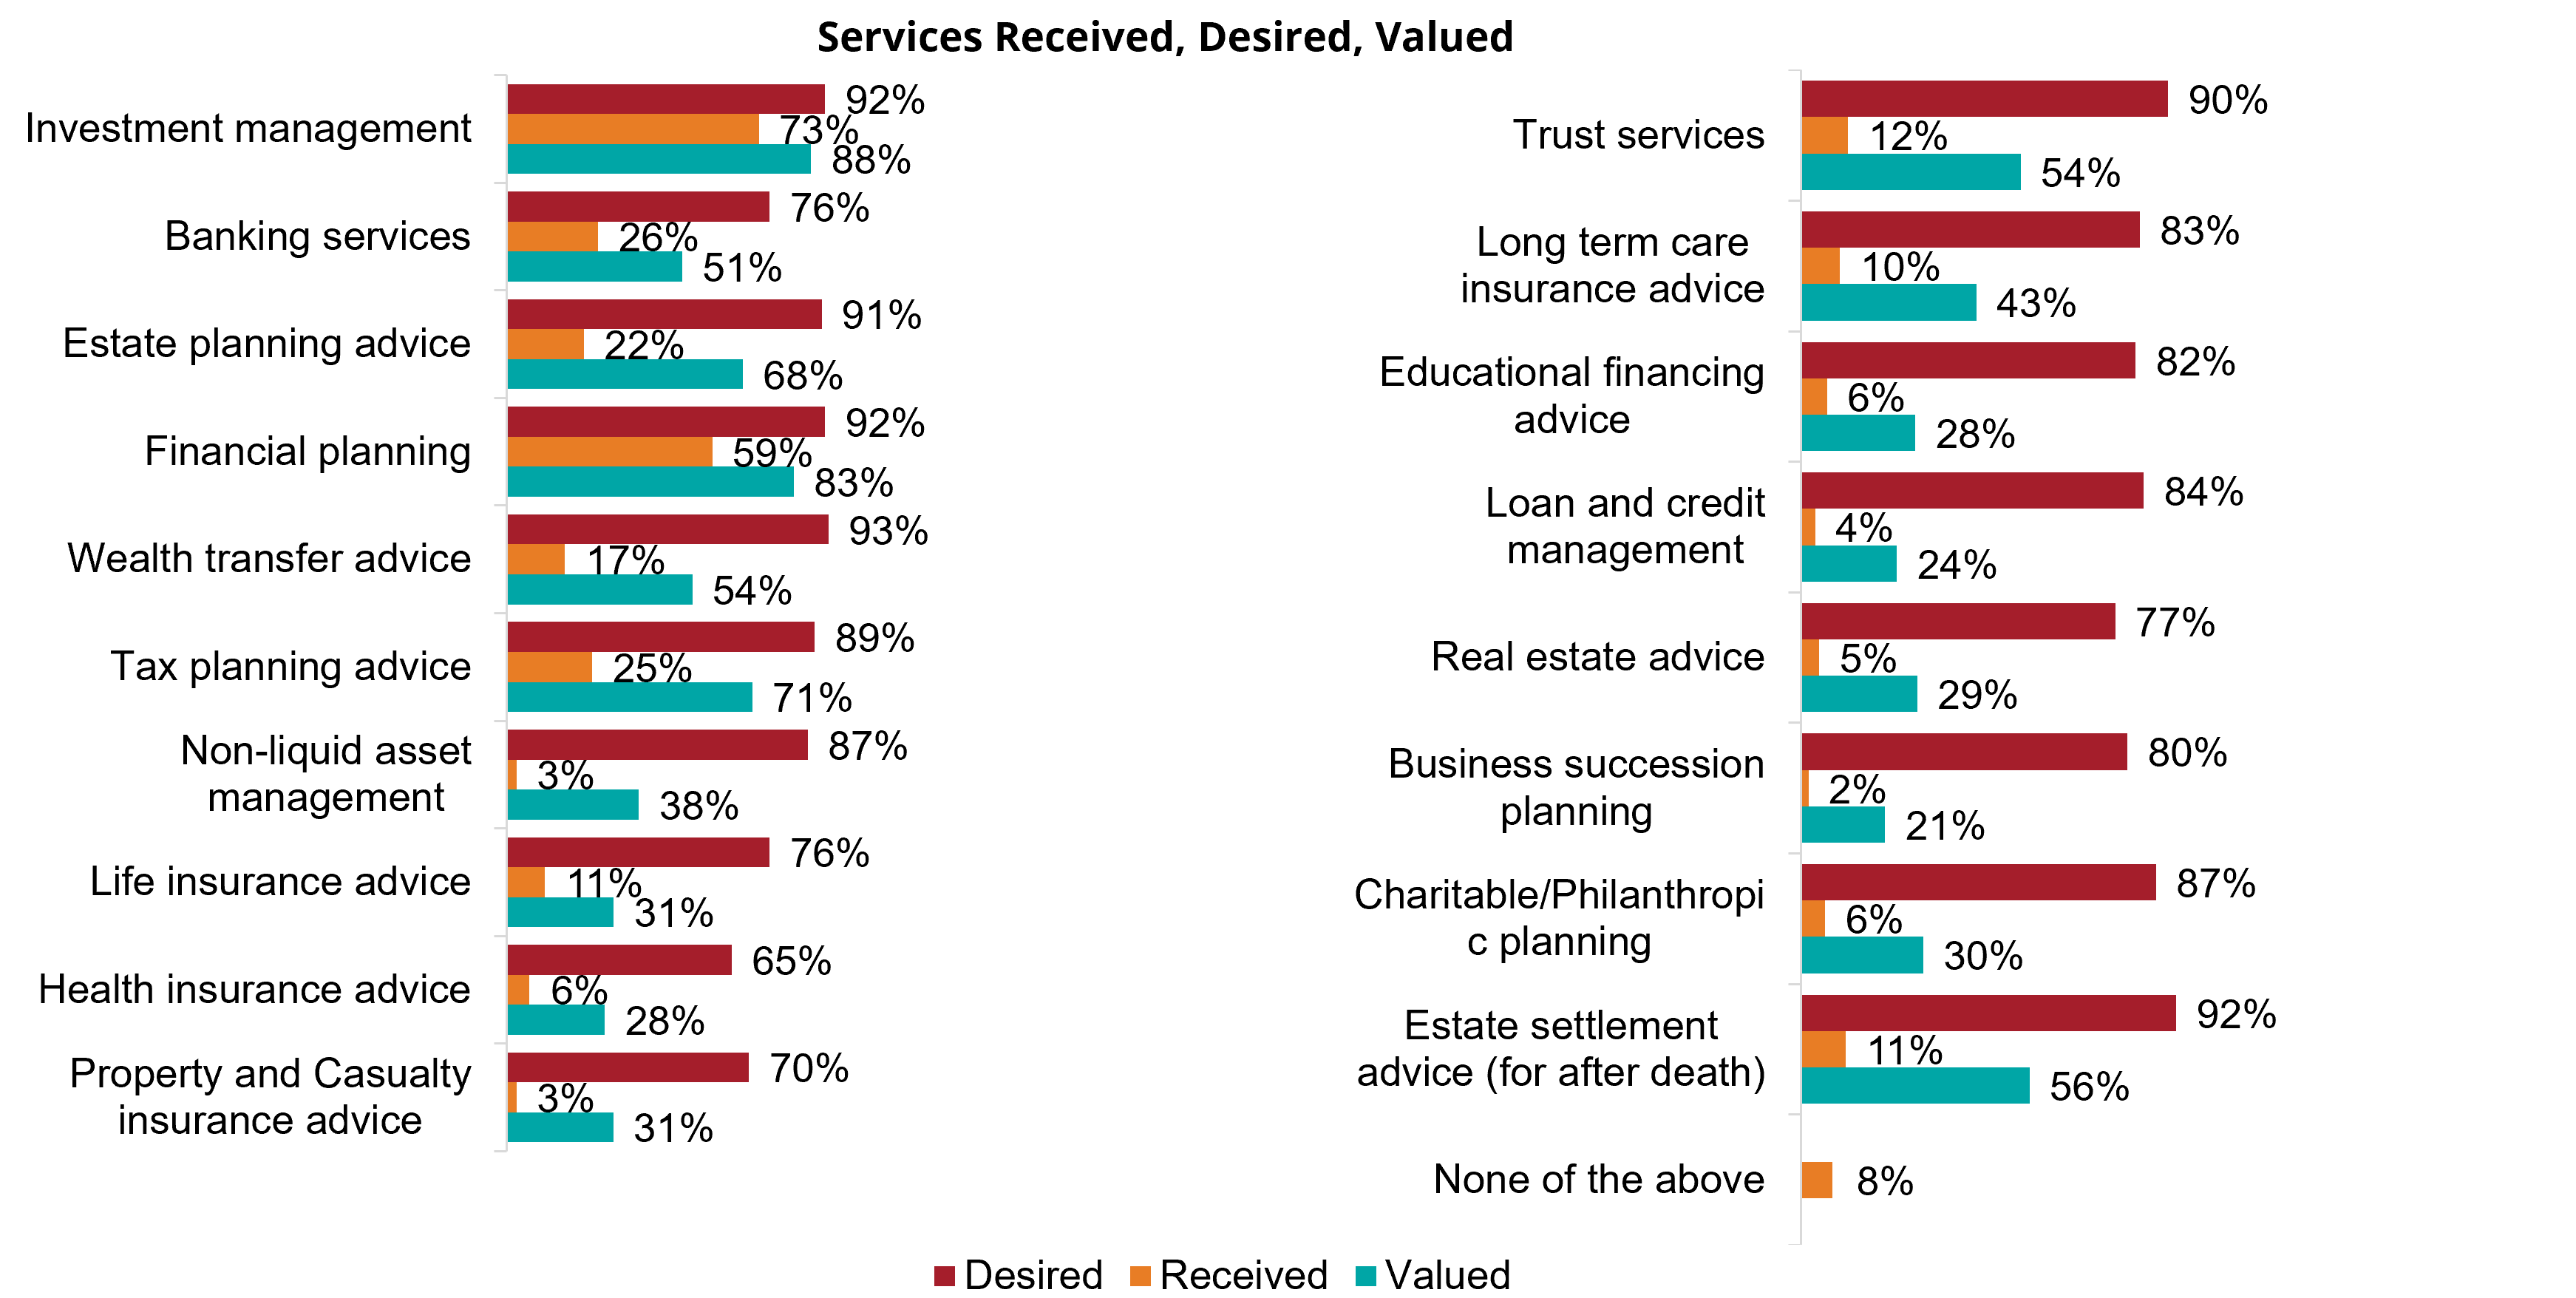 Services Received, Desired, Valued
Investment management
92%
73%
88%
Banking services
76%
26%
51%
Estate planning advice
91%
22%
68%
Financial planning
92%
59%
83%
Wealth transfer advice
93%
17%
54%
Tax planning advice
89%
25%
71%
Non-liquid asset
management
87%
3%
38%
Life insurance advice
76%
11%
31%
Health insurance advice
65%
6%
28%
Property and Casualty
insurance advice
70%
3%
31%
Trust services
90%
12%
54%
Long term care
insurance advice
83%
10%
43%
Educational financing
advice
82%
6%
28%
Loan and credit
management
84%
4%
24%
Real estate advice
77%
5%
29%
Business succession
planning
80%
2%
21%
Charitable/Philanthropi
c planning
87%
6%
30%
Estate settlement
advice (for after death)
92%
11%
56%
None of the above
8%
Desired Received Valued